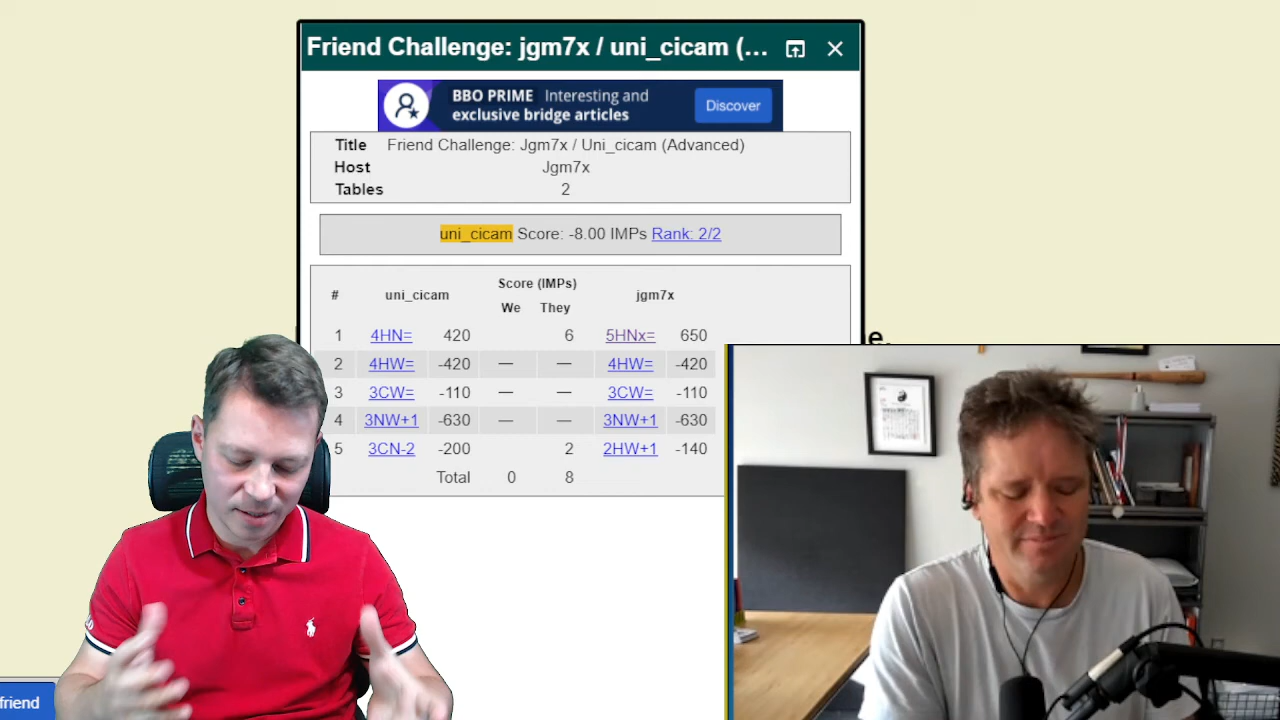 Friend Challenge: jgm7x / uni_cicam (...
BBO PRIME Interesting and
exclusive bridge articles
Discover
Title Friend Challenge: Jgm7x / Uni_cicam (Advanced)
Host Jgm7x
Tables 2
uni_cicam Score: -8.00 IMPs Rank: 2/2
# uni_cicam Score (IMPs) jgm7x
We They
1 4HN= 420 6 5HNx= 650
2 4HW= -420 — — 4HW= -420
3 3CW= -110 — — 3CW= -110
4 3NW+1 -630 — — 3NW+1 -630
5 3CN-2 -200 2 2HW+1 -140
Total 0 8
friend